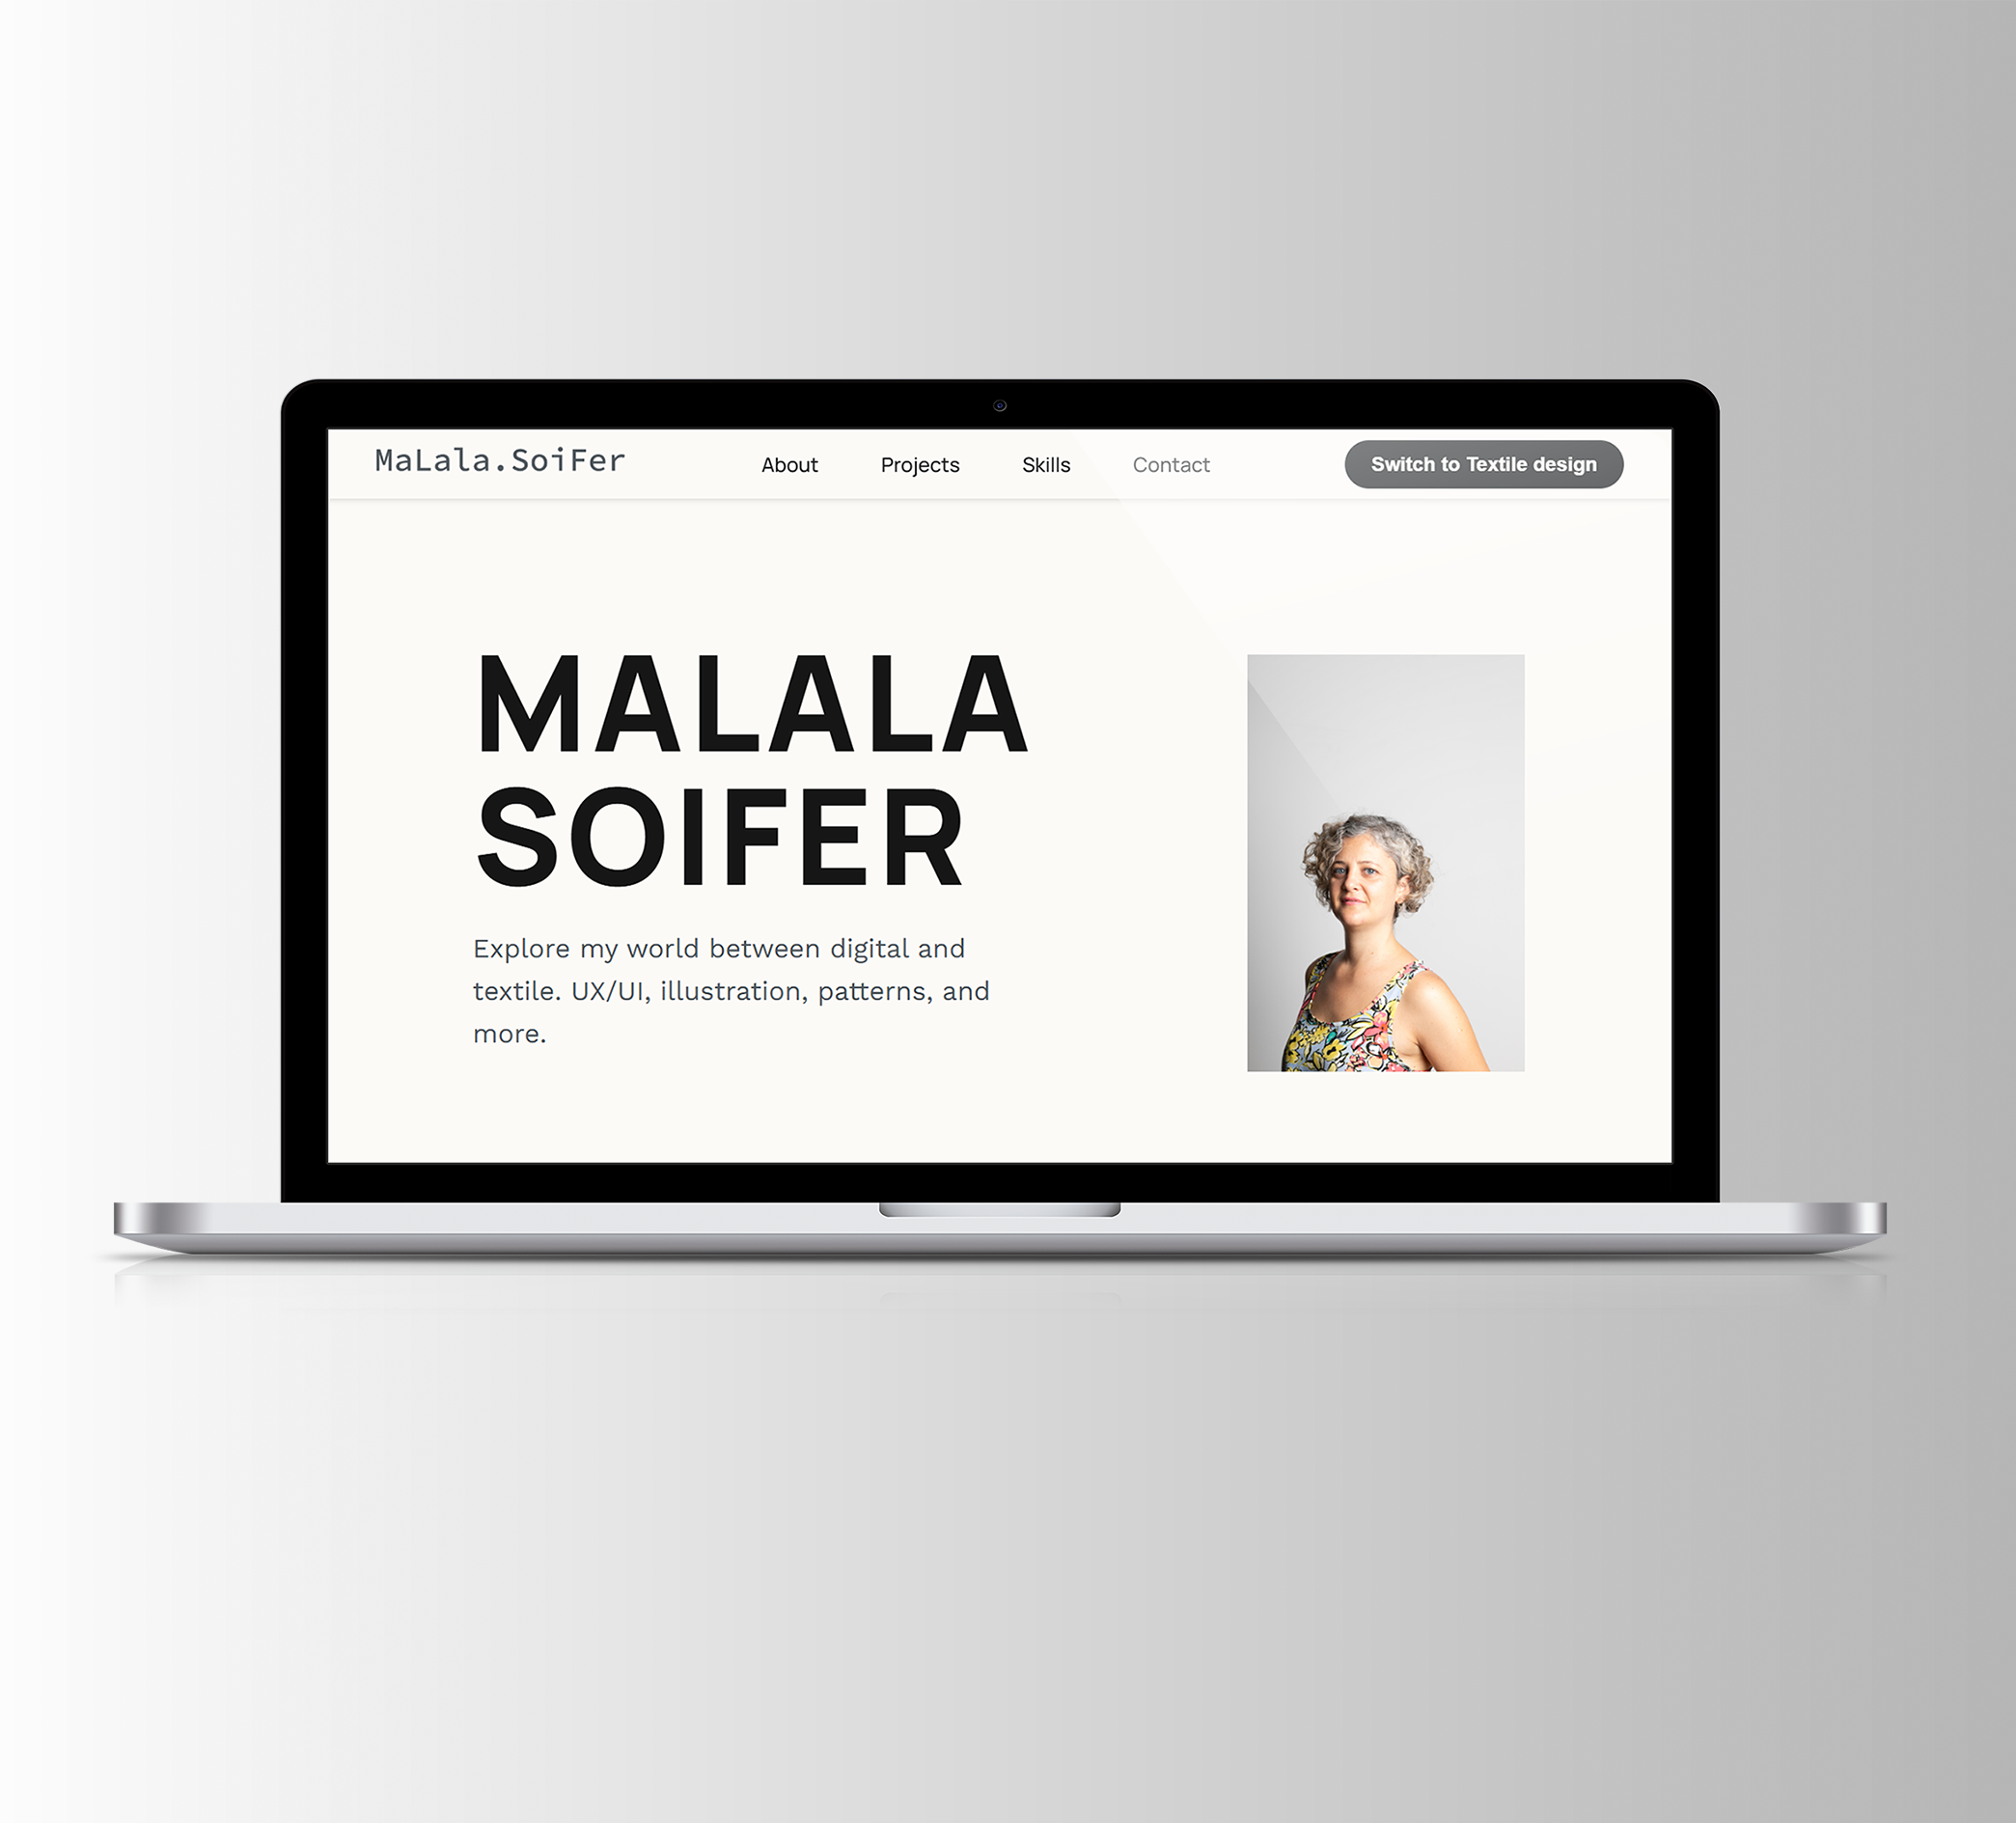 MaLala.SoiFer
About
Projects
Skills
Contact
Switch to Textile design
MALALA
SOIFER
Explore my world between digital and
textile. UX/UI, illustration, patterns, and
more.